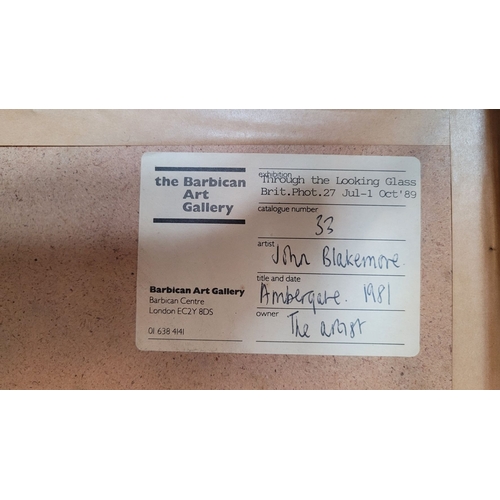 the Barbican
Art
Gallery
Barbican Art Gallery
Barbican Centre
London EC2Y 8DS
01 638 4141
exhibition
Through the Looking Glass
Brit.Phot.27 Jul-1 Oct'89
catalogue number
33
artist
John Blakemore.
title and date
Ambergate. 1981
owner
The artist